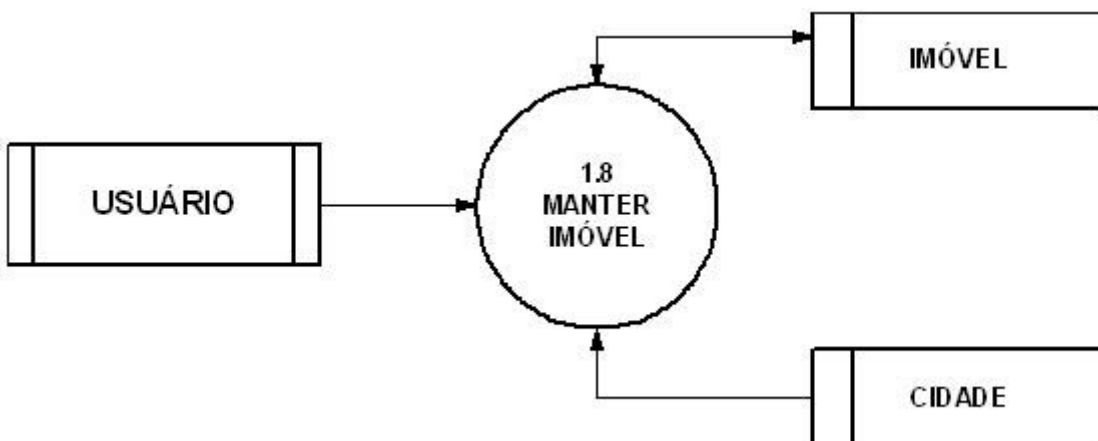 IMÓVEL
USUÁRIO
1.8
MANTER
IMÓVEL
CIDADE